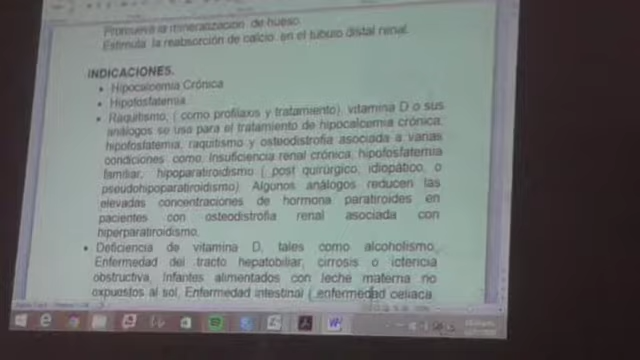 Promueve la mineralización de hueso.
Estimula la reabsorción de calcio en el tubulo distal renal.
INDICACIONES.
• Hipocalcemia Crónica
• Hipofosfatemia
• Raquitismo, ( como profilaxis y tratamiento), vitamina D o sus
análogos se usa para el tratamiento de hipocalcemia crónica,
hipofosfatemia, raquitismo y osteodistrofia asociada a varias
condiciones como: Insuficiencia renal crónica, hipofosfatemia
familiar, hipoparatiroidismo ( post quirúrgico, idiopático, o
pseudohipoparatiroidismo). Algunos análogos reducen las
elevadas concentraciones de hormona paratiroides en
pacientes con osteodistrofia renal asociada con
hiperparatiroidismo.
• Deficiencia de vitamina D, tales como alcoholismo,
Enfermedad del tracto hepatobiliar, cirrosis o ictericia
obstructiva, Infantes alimentados con leche materna no
expuestos al sol, Enfermedad intestinal ( enfermedad celiaca